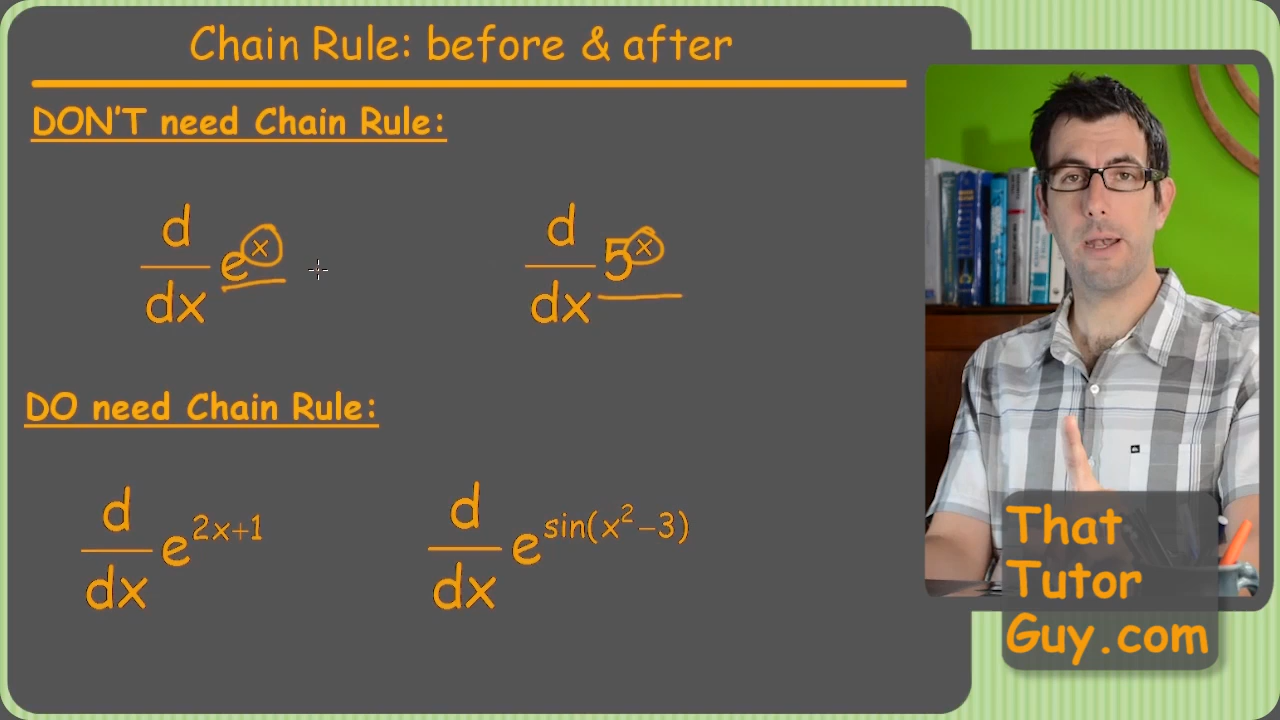 Chain Rule: before & after
DON'T need Chain Rule:
d/dx e^x
d/dx 5^x
DO need Chain Rule:
d/dx e^(2x+1)
d/dx e^(sin(x²−3))
That
Tutor
Guy.com